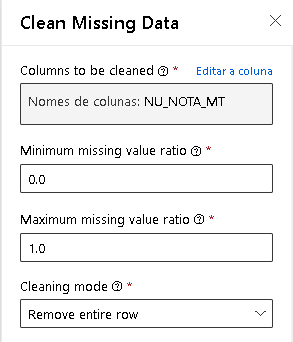 Clean Missing Data
Columns to be cleaned * Editar a coluna
Nomes de colunas: NU_NOTA_MT
Minimum missing value ratio *
0.0
Maximum missing value ratio *
1.0
Cleaning mode *
Remove entire row